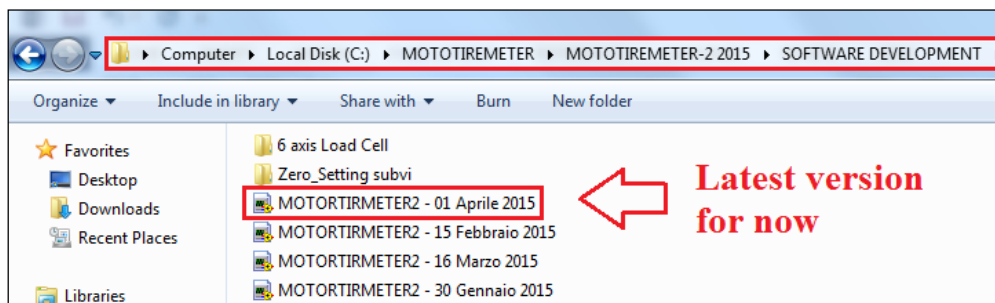 Computer Local Disk (C:) MOTOTIREMETER MOTOTIREMETER-2 2015 SOFTWARE DEVELOPMENT
Organize Include in library Share with Burn New folder
Favorites
Desktop
Downloads
Recent Places
Libraries
6 axis Load Cell
Zero_Setting subvi
MOTORTIRMETER2 - 01 Aprile 2015
MOTORTIRMETER2 - 15 Febbraio 2015
MOTORTIRMETER2 - 16 Marzo 2015
MOTORTIRMETER2 - 30 Gennaio 2015
Latest version
for now